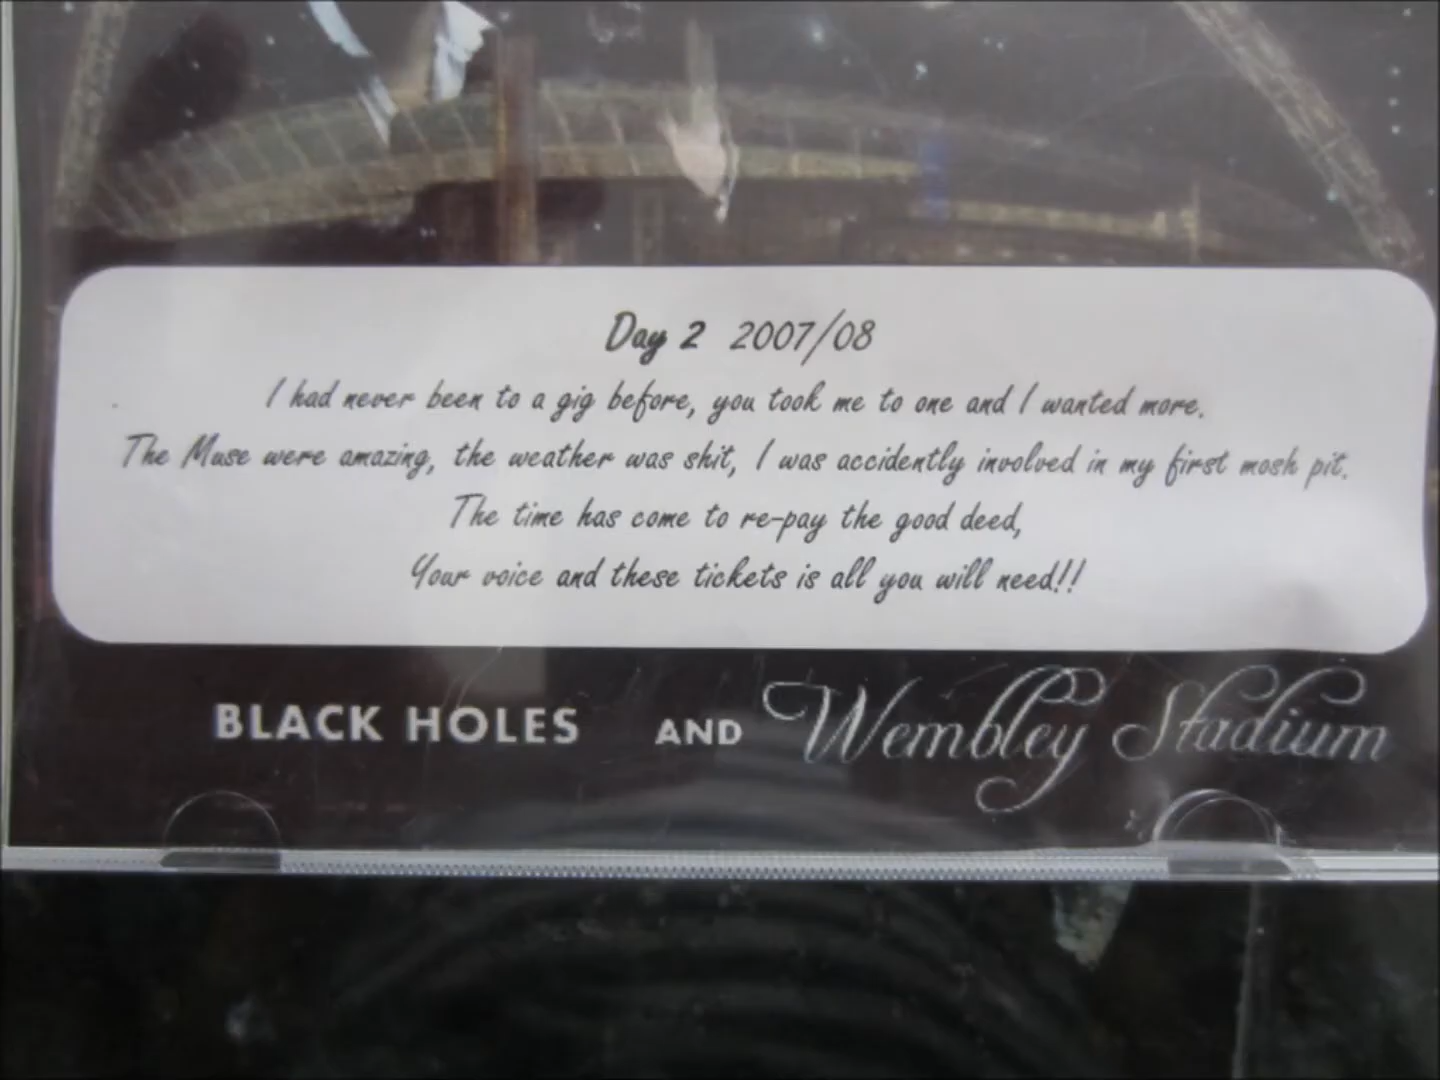 Day 2 2007/08
I had never been to a gig before, you took me to one and I wanted more.
The Muse were amazing, the weather was shit, I was accidently involved in my first mosh pit.
The time has come to re-pay the good deed,
Your voice and these tickets is all you will need!!
BLACK HOLES AND Wembley Stadium